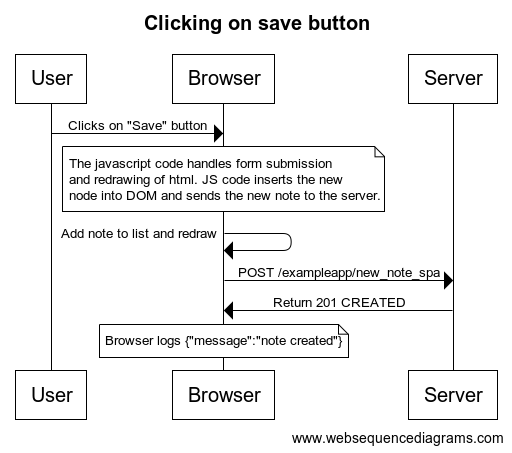 Clicking on save button
User
Browser
Server
Clicks on "Save" button
The javascript code handles form submission
and redrawing of html. JS code inserts the new
node into DOM and sends the new note to the server.
Add note to list and redraw
POST /exampleapp/new_note_spa
Return 201 CREATED
Browser logs {"message":"note created"}
User
Browser
Server
www.websequencediagrams.com